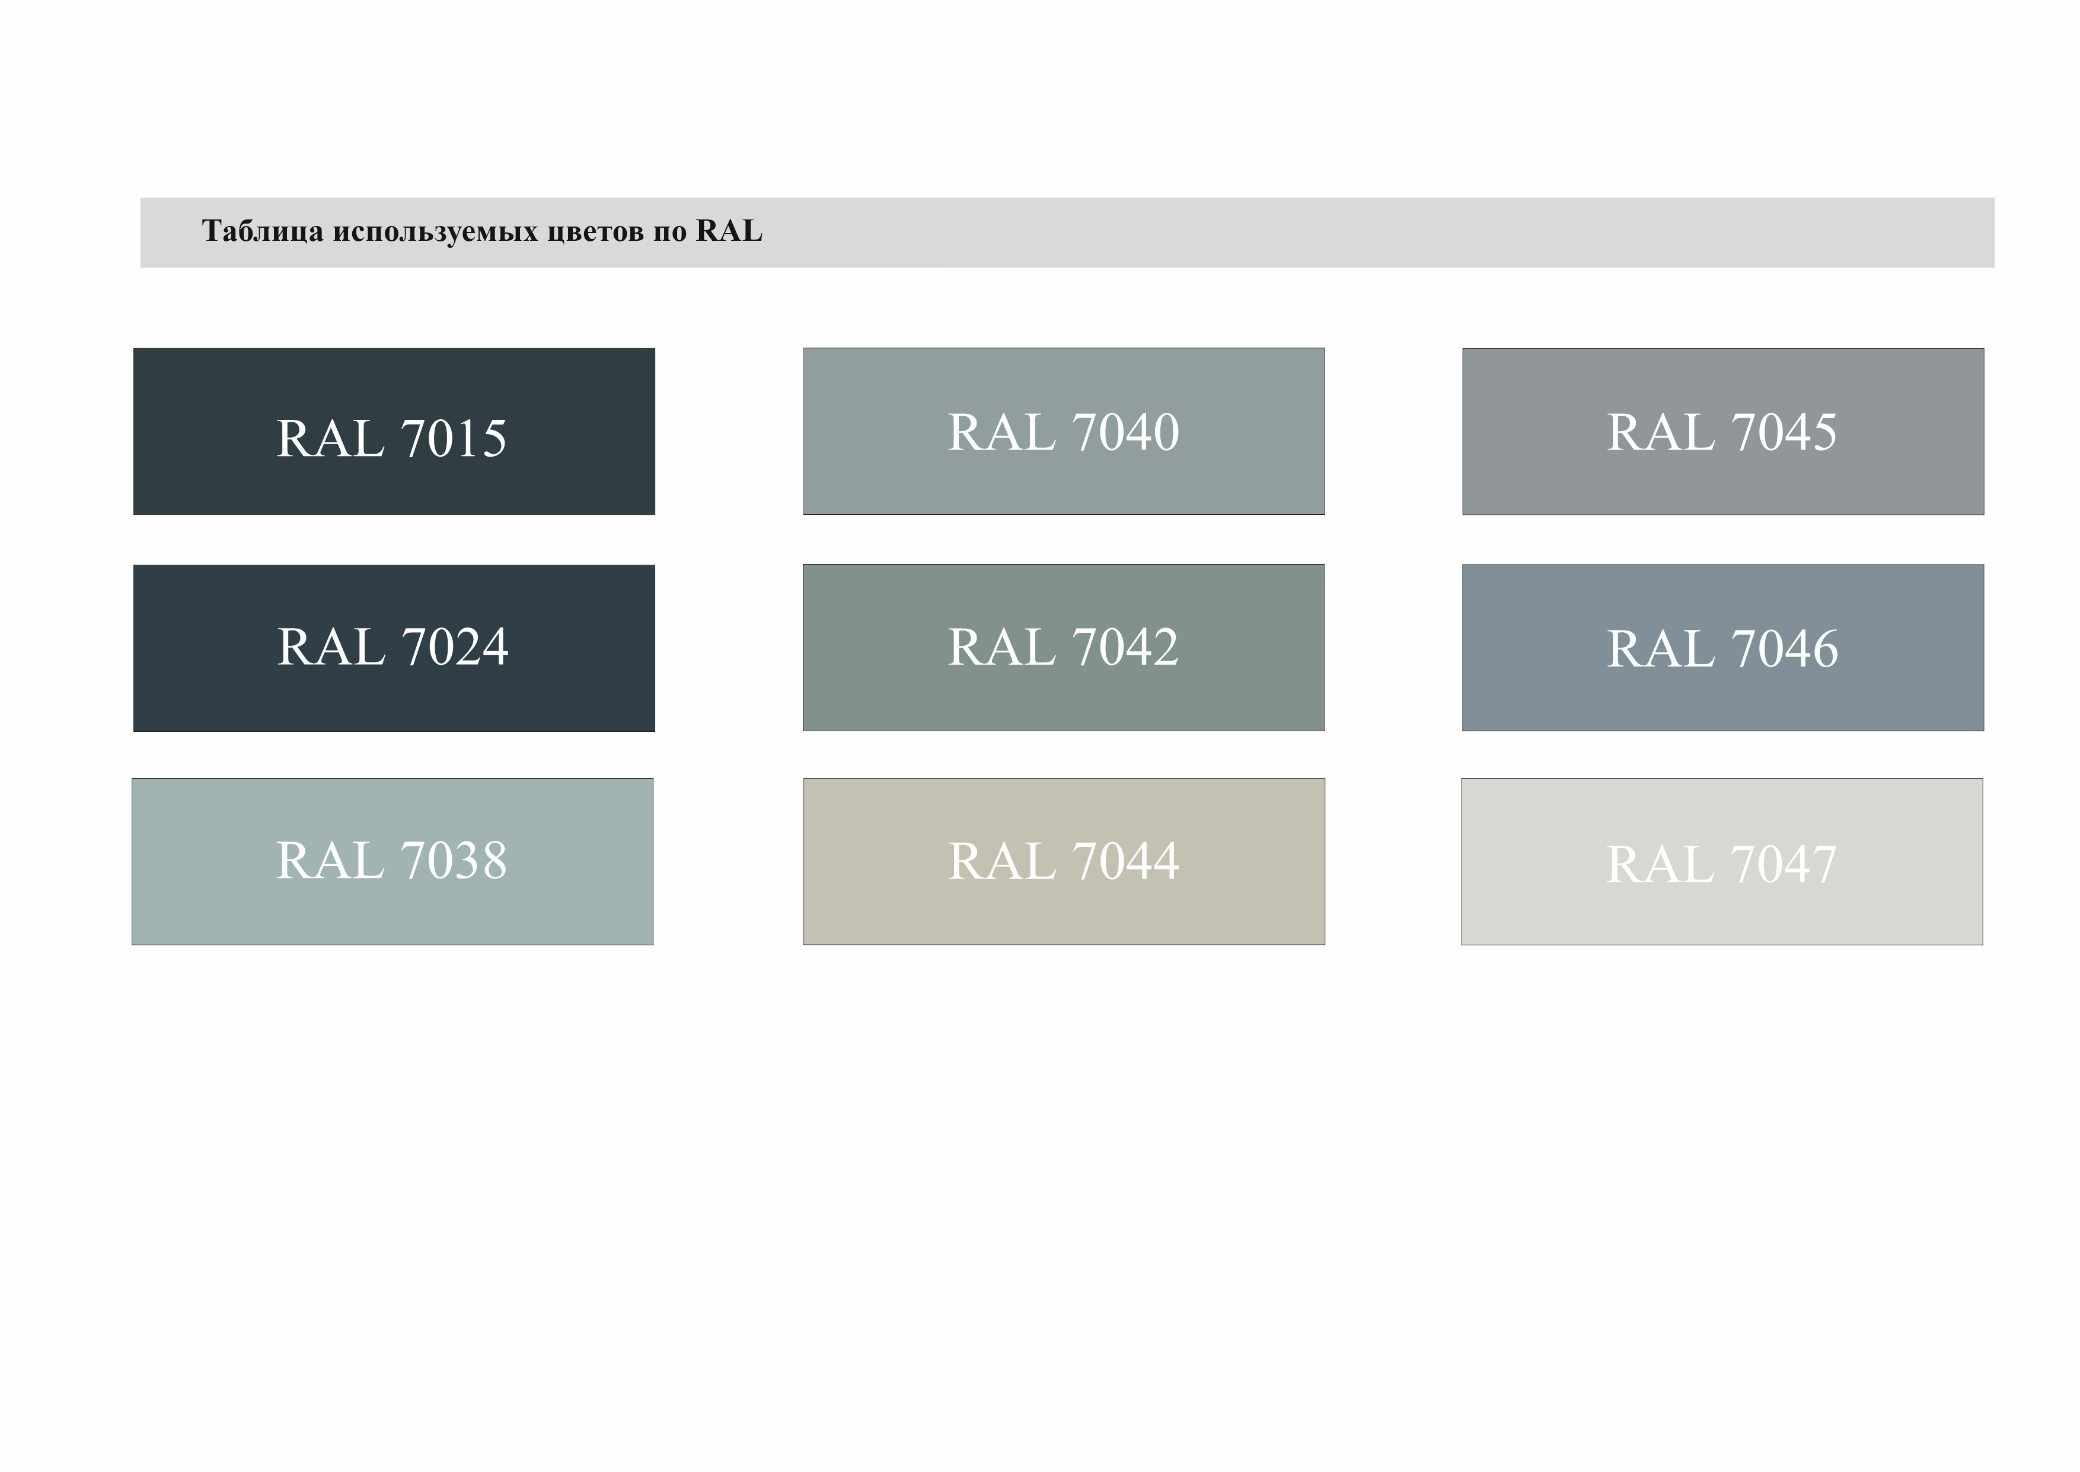 Таблица используемых цветов по RAL
RAL 7015
RAL 7040
RAL 7045
RAL 7024
RAL 7042
RAL 7046
RAL 7038
RAL 7044
RAL 7047